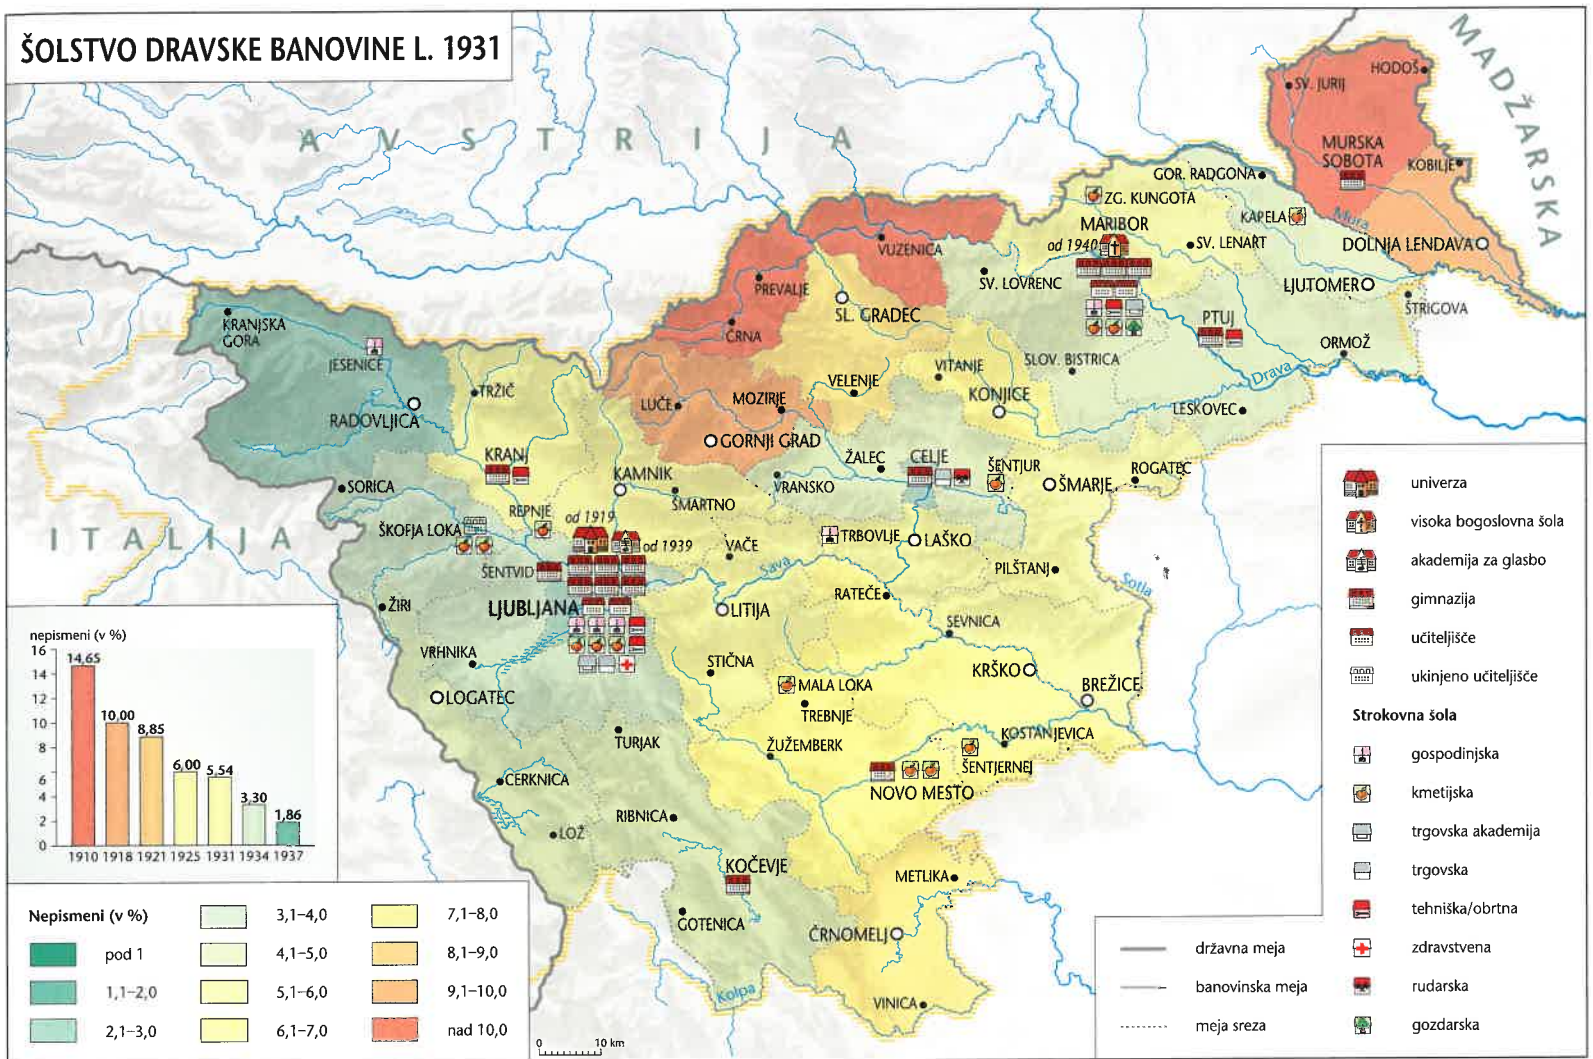 ŠOLSTVO DRAVSKE BANOVINE L. 1931
AVSTRIJA
MADŽARSKA
ITALIJA
HODOŠ
SV. JURIJ
MURSKA
SOBOTA
KOBILJE
GOR. RADGONA
ZG. KUNGOTA
KAPELA
Mura
MARIBOR
od 1940
SV. LENART
DOLNJA LENDAVA
VUZENICA
SV. LOVRENC
LJUTOMER
PREVALJE
ŠTRIGOVA
SL. GRADEC
PTUJ
KRANJSKA
GORA
ČRNA
ORMOŽ
JESENICE
SLOV. BISTRICA
VITANJE
Drava
VELENJE
TRŽIČ
KONJICE
RADOVLJICA
LUČE
MOZIRJE
LESKOVEC
GORNJI GRAD
KRANJ
ŽALEC
CELJE
ŠENTJUR
ROGATEC
KAMNIK
VRANSKO
ŠMARJE
SORICA
ŠMARTNO
REPNJE
od 1919
ŠKOFJA LOKA
od 1939
TRBOVLJE
LAŠKO
VAČE
ŠENTVID
Sava
PILŠTANJ
Sotla
LJUBLJANA
RATEČE
ŽIRI
LITIJA
SEVNICA
VRHNIKA
STIČNA
KRŠKO
MALA LOKA
BREŽICE
LOGATEC
TREBNJE
TURJAK
KOSTANJEVICA
ŽUŽEMBERK
ŠENTJERNEJ
CERKNICA
NOVO MESTO
RIBNICA
LOŽ
KOČEVJE
METLIKA
GOTENICA
ČRNOMELJ
Kolpa
VINICA
0 10 km
nepismeni (v %)
16
14
12
10
8
6
4
2
0
14,65
10,00
8,85
6,00
5,54
3,30
1,86
1910 1918 1921 1925 1931 1934 1937
Nepismeni (v %)
pod 1
1,1–2,0
2,1–3,0
3,1–4,0
4,1–5,0
5,1–6,0
6,1–7,0
7,1–8,0
8,1–9,0
9,1–10,0
nad 10,0
univerza
visoka bogoslovna šola
akademija za glasbo
gimnazija
učiteljišče
ukinjeno učiteljišče
Strokovna šola
gospodinjska
kmetijska
trgovska akademija
trgovska
tehniška/obrtna
zdravstvena
rudarska
gozdarska
državna meja
banovinska meja
meja sreza